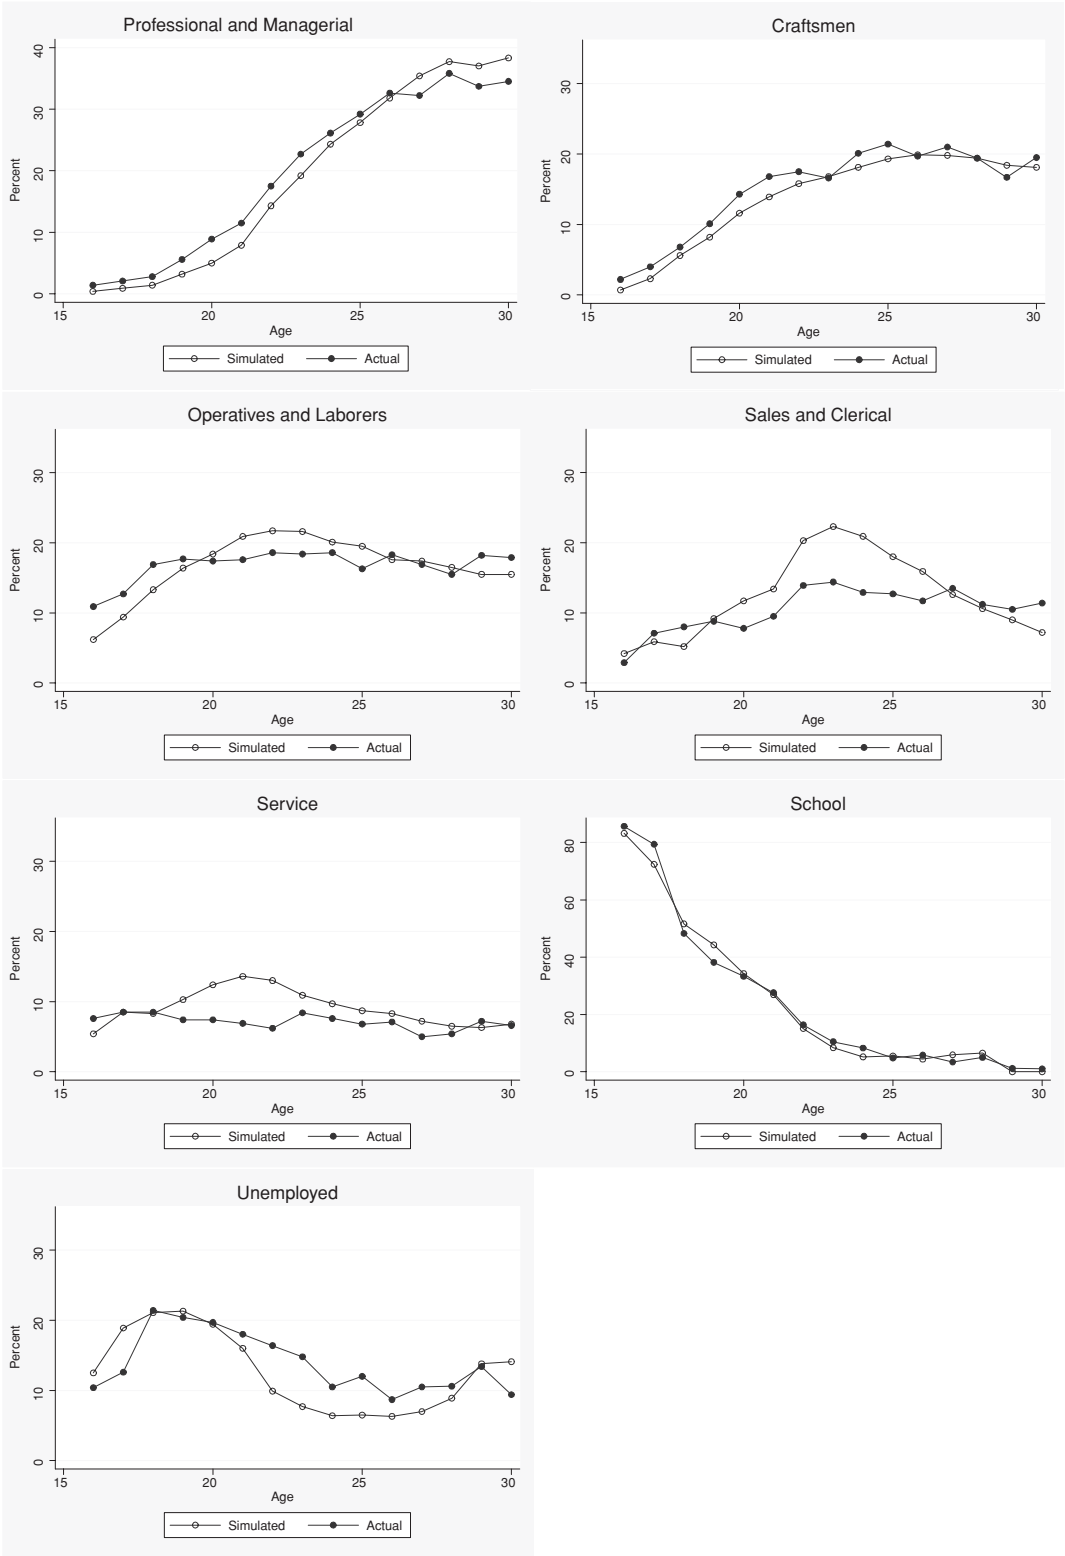 Professional and Managerial
Percent
40
30
20
10
0
15 20 25 30
Age
Simulated Actual
Craftsmen
Percent
30
20
10
0
15 20 25 30
Age
Simulated Actual
Operatives and Laborers
Percent
30
20
10
0
15 20 25 30
Age
Simulated Actual
Sales and Clerical
Percent
30
20
10
0
15 20 25 30
Age
Simulated Actual
Service
Percent
30
20
10
0
15 20 25 30
Age
Simulated Actual
School
Percent
80
60
40
20
0
15 20 25 30
Age
Simulated Actual
Unemployed
Percent
30
20
10
0
15 20 25 30
Age
Simulated Actual